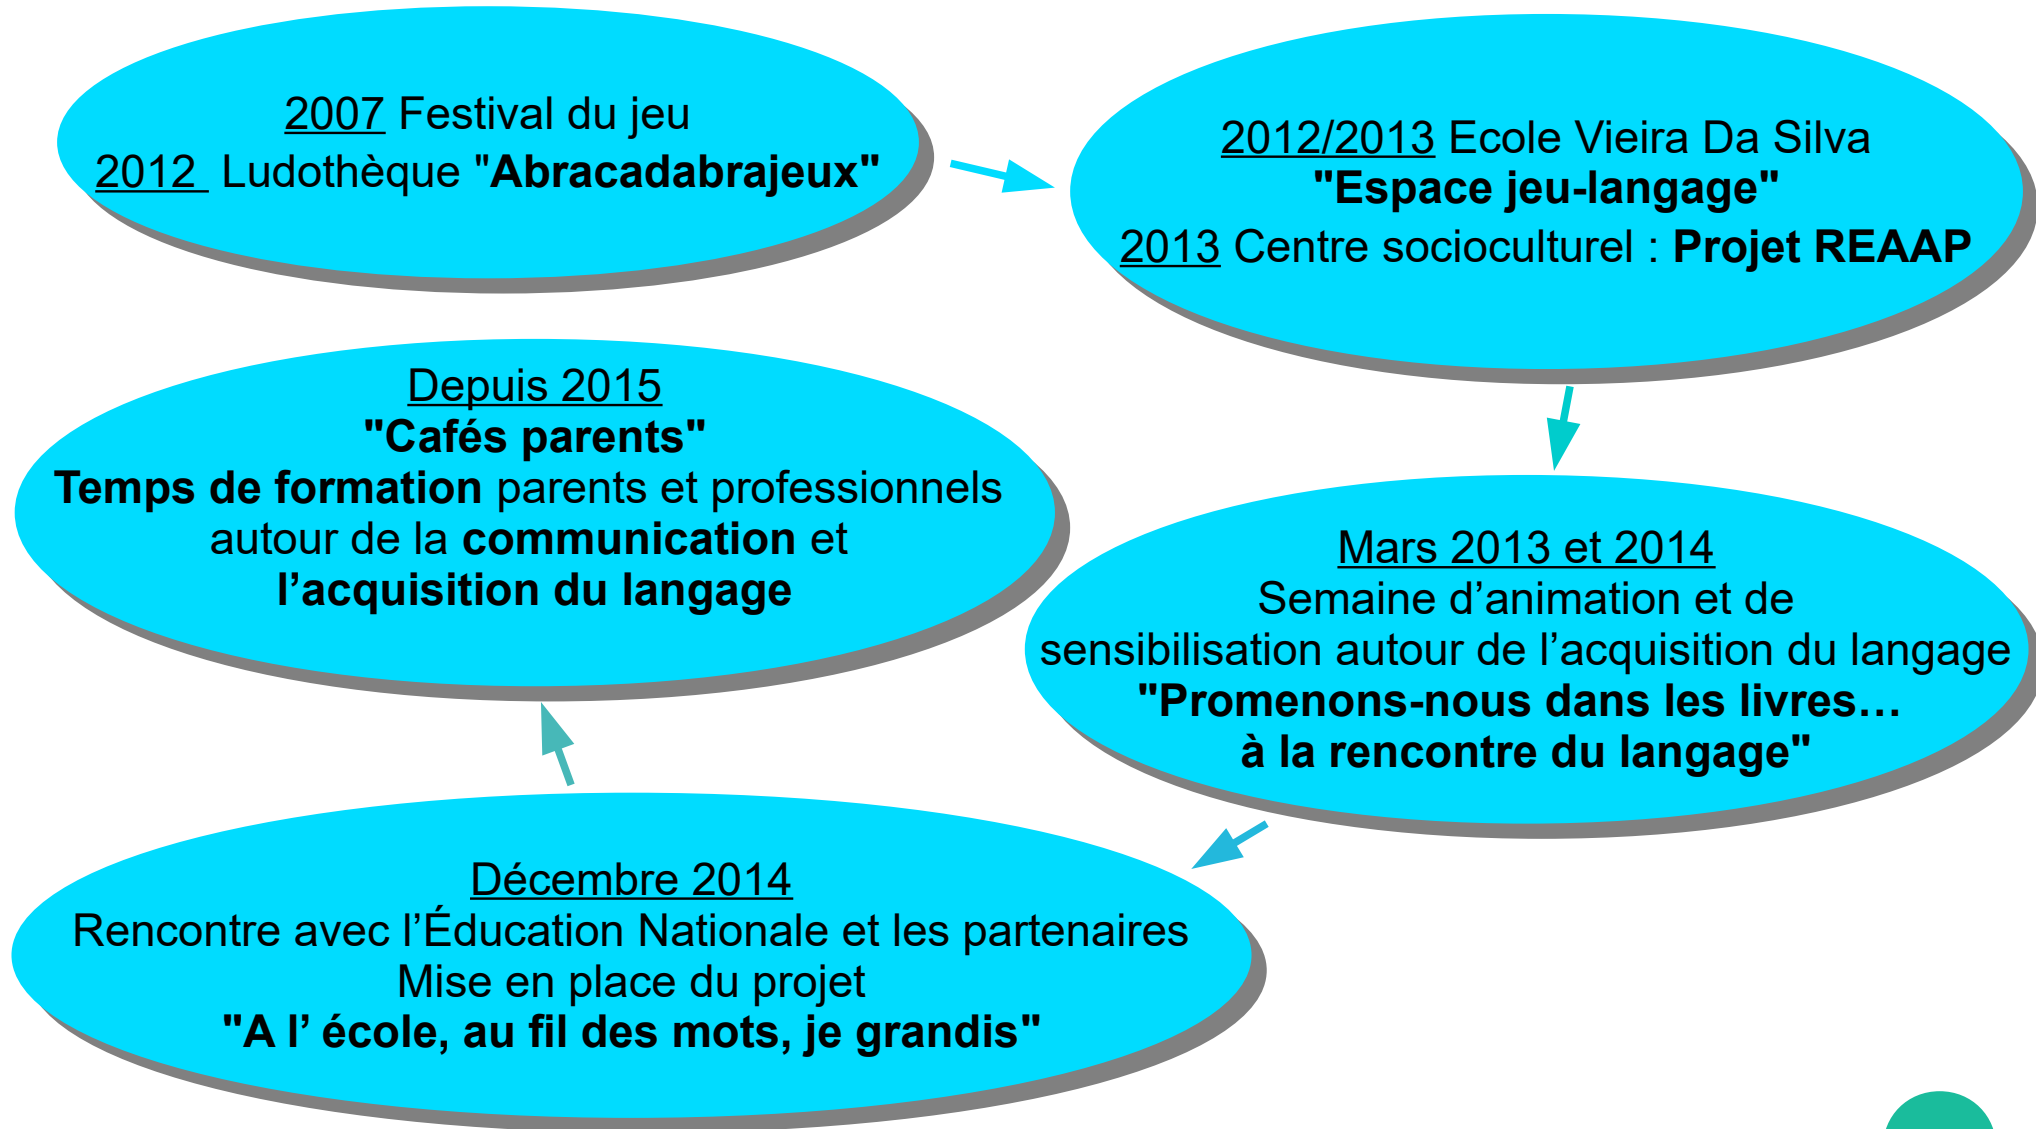 2007 Festival du jeu
2012 Ludothèque "Abracadabrajeux"
2012/2013 Ecole Vieira Da Silva
"Espace jeu-langage"
2013 Centre socioculturel : Projet REAAP
Mars 2013 et 2014
Semaine d’animation et de
sensibilisation autour de l’acquisition du langage
"Promenons-nous dans les livres…
à la rencontre du langage"
Décembre 2014
Rencontre avec l’Éducation Nationale et les partenaires
Mise en place du projet
"A l’ école, au fil des mots, je grandis"
Depuis 2015
"Cafés parents"
Temps de formation parents et professionnels
autour de la communication et
l’acquisition du langage